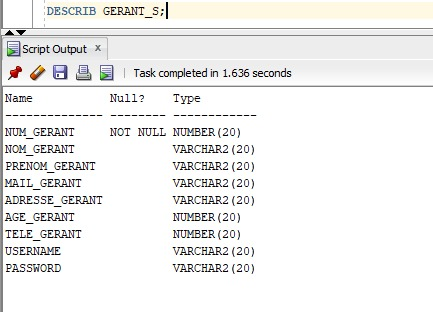 DESCRIB GERANT_S;
Script Output x
Task completed in 1.636 seconds
Name Null? Type
-------------- -------- ------------
NUM_GERANT NOT NULL NUMBER(20)
NOM_GERANT VARCHAR2(20)
PRENOM_GERANT VARCHAR2(20)
MAIL_GERANT VARCHAR2(20)
ADRESSE_GERANT VARCHAR2(20)
AGE_GERANT NUMBER(20)
TELE_GERANT NUMBER(20)
USERNAME VARCHAR2(20)
PASSWORD VARCHAR2(20)